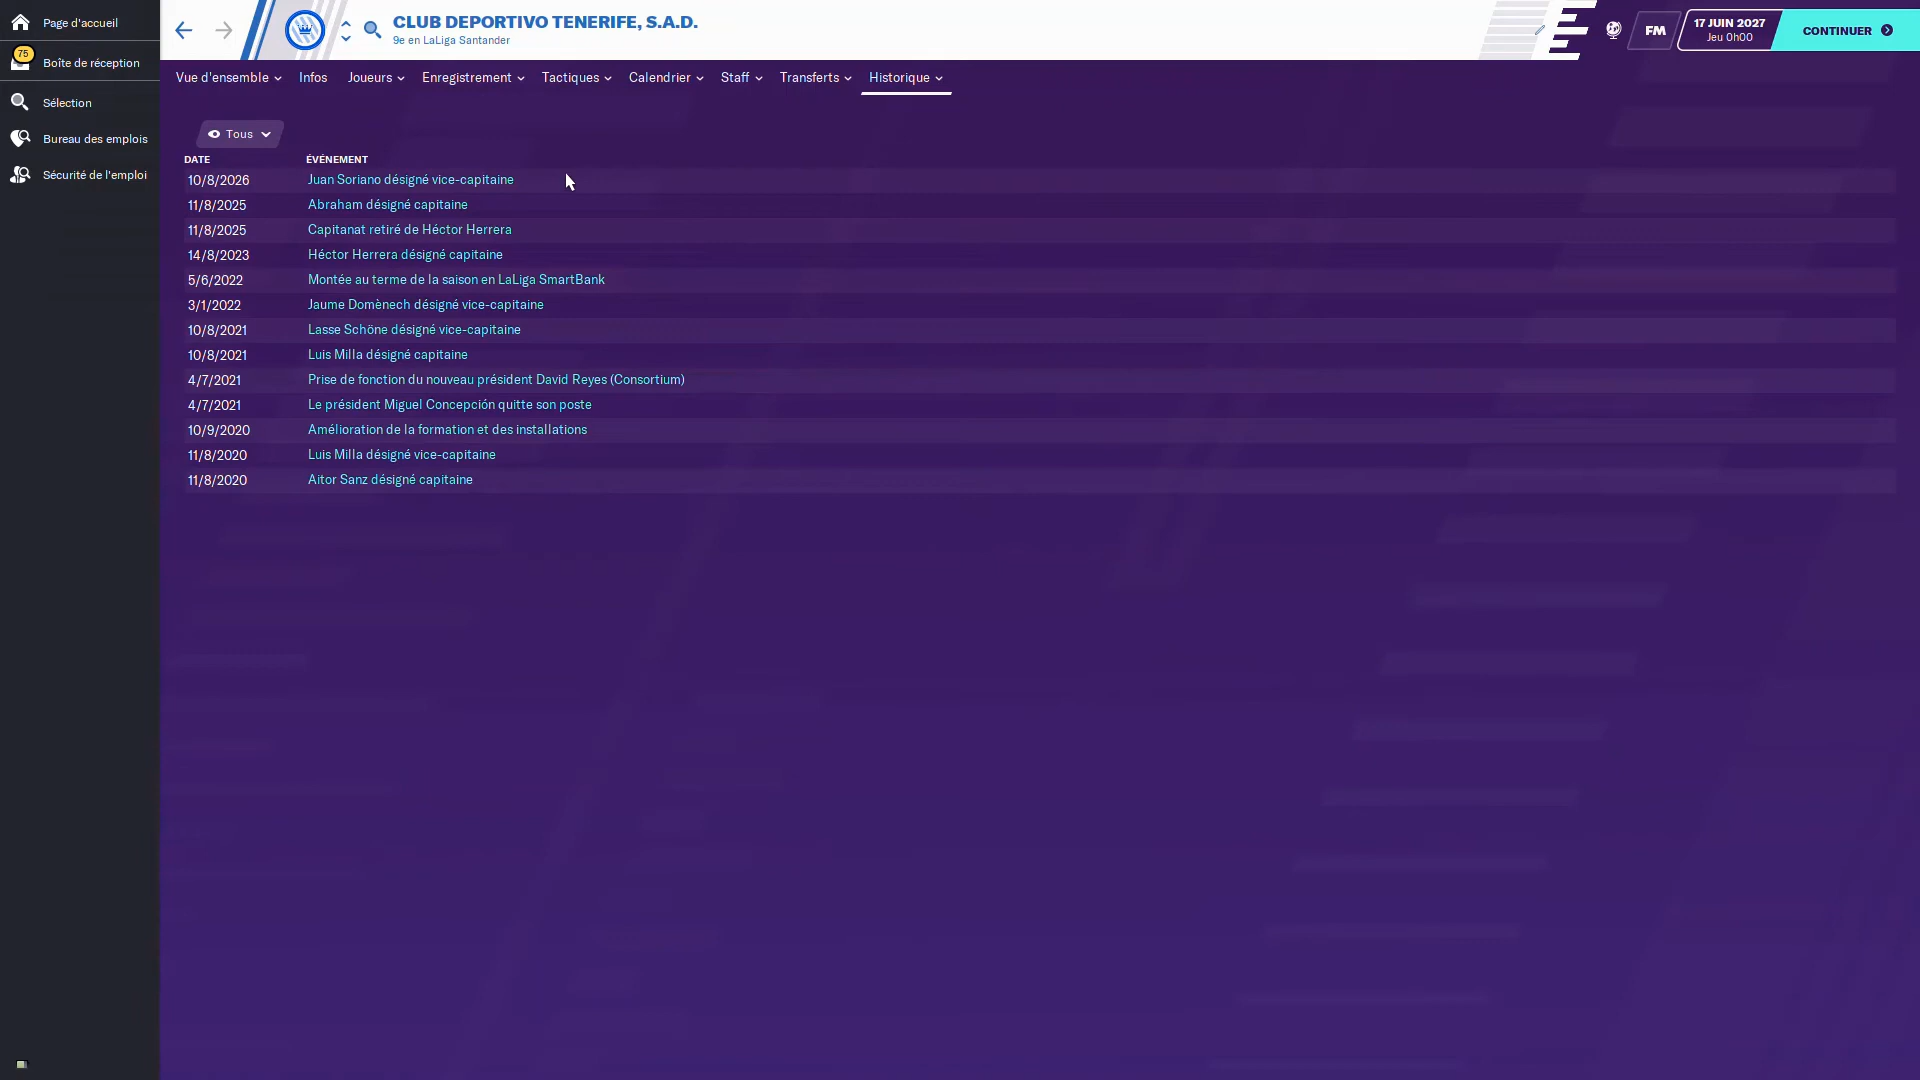 Page d'accueil
75
Boîte de réception
Sélection
Bureau des emplois
Sécurité de l'emploi
CLUB DEPORTIVO TENERIFE, S.A.D.
9e en LaLiga Santander
FM
17 JUIN 2027
Jeu 0h00
CONTINUER
Vue d'ensemble
Infos
Joueurs
Enregistrement
Tactiques
Calendrier
Staff
Transferts
Historique
Tous
DATE ÉVÉNEMENT
10/8/2026 Juan Soriano désigné vice-capitaine
11/8/2025 Abraham désigné capitaine
11/8/2025 Capitanat retiré de Héctor Herrera
14/8/2023 Héctor Herrera désigné capitaine
5/6/2022 Montée au terme de la saison en LaLiga SmartBank
3/1/2022 Jaume Domènech désigné vice-capitaine
10/8/2021 Lasse Schöne désigné vice-capitaine
10/8/2021 Luis Milla désigné capitaine
4/7/2021 Prise de fonction du nouveau président David Reyes (Consortium)
4/7/2021 Le président Miguel Concepción quitte son poste
10/9/2020 Amélioration de la formation et des installations
11/8/2020 Luis Milla désigné vice-capitaine
11/8/2020 Aitor Sanz désigné capitaine